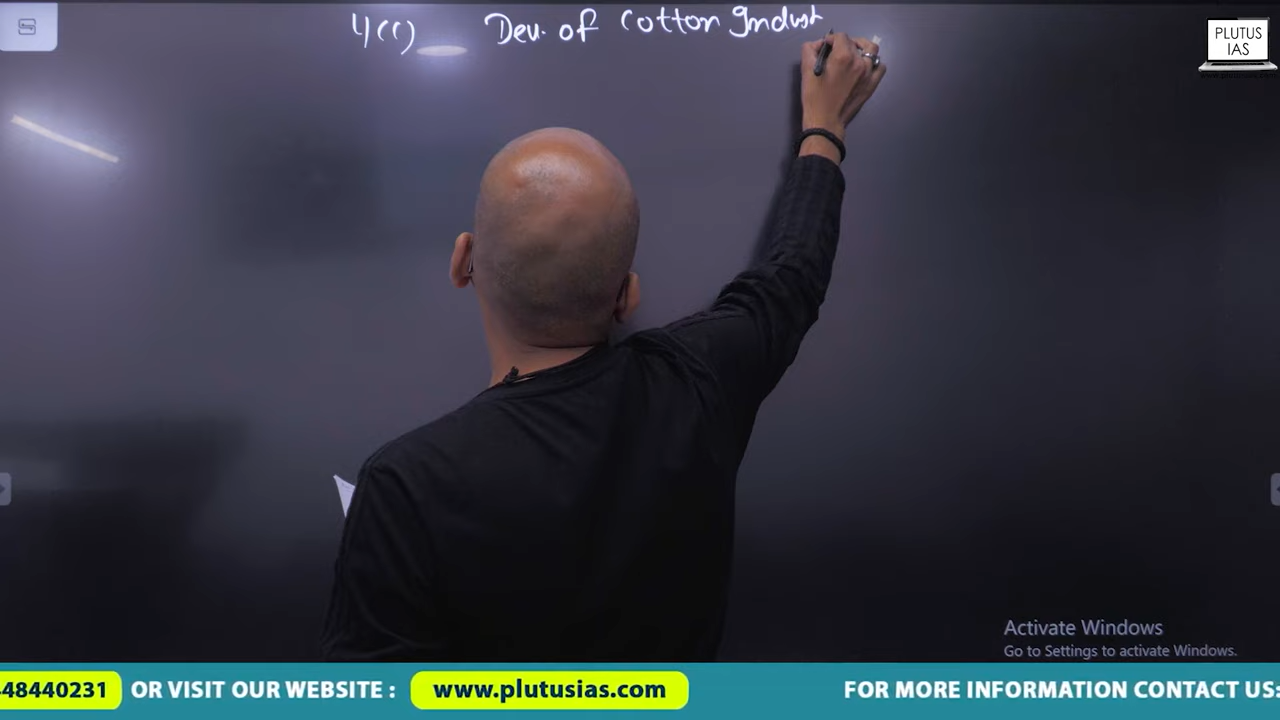 4(c) Dev. of Cotton Indust
PLUTUS
IAS
Activate Windows
Go to Settings to activate Windows.
48440231 OR VISIT OUR WEBSITE : www.plutusias.com FOR MORE INFORMATION CONTACT US: